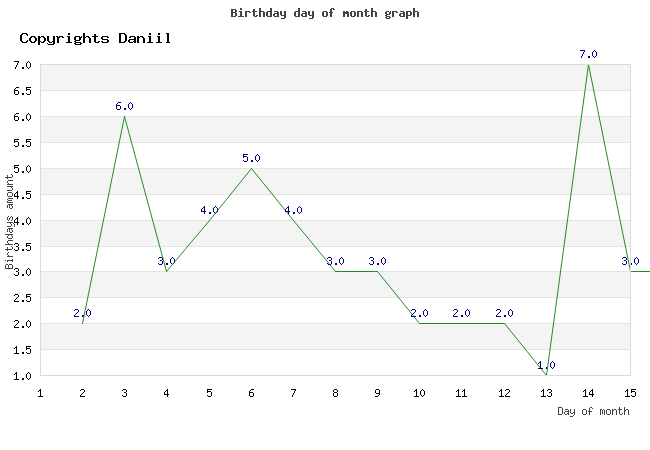 Birthday day of month graph
Copyrights Daniil
7.0
6.5
6.0
5.5
5.0
4.5
4.0
3.5
3.0
2.5
2.0
1.5
1.0
Birthdays amount
2.0 6.0 3.0 4.0 5.0 4.0 3.0 3.0 2.0 2.0 2.0 1.0 7.0 3.0
1 2 3 4 5 6 7 8 9 10 11 12 13 14 15
Day of month